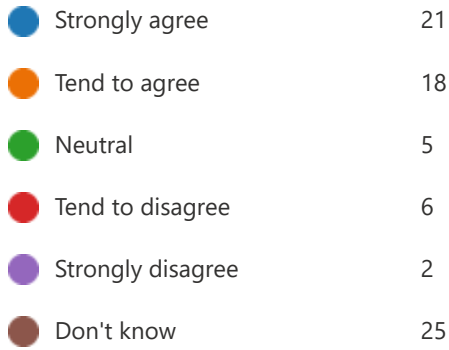 Strongly agree 21
Tend to agree 18
Neutral 5
Tend to disagree 6
Strongly disagree 2
Don't know 25